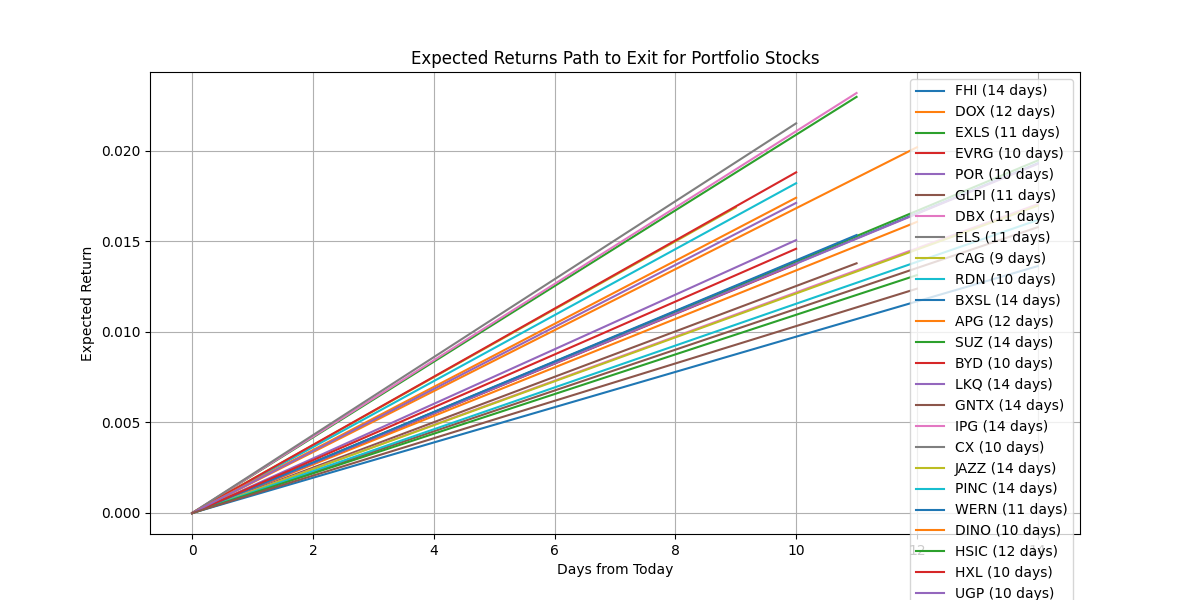 Expected Returns Path to Exit for Portfolio Stocks
Expected Return
0.020
0.015
0.010
0.005
0.000
0
2
4
6
8
10
12
Days from Today
FHI (14 days)
DOX (12 days)
EXLS (11 days)
EVRG (10 days)
POR (10 days)
GLPI (11 days)
DBX (11 days)
ELS (11 days)
CAG (9 days)
RDN (10 days)
BXSL (14 days)
APG (12 days)
SUZ (14 days)
BYD (10 days)
LKQ (14 days)
GNTX (14 days)
IPG (14 days)
CX (10 days)
JAZZ (14 days)
PINC (14 days)
WERN (11 days)
DINO (10 days)
HSIC (12 days)
HXL (10 days)
UGP (10 days)